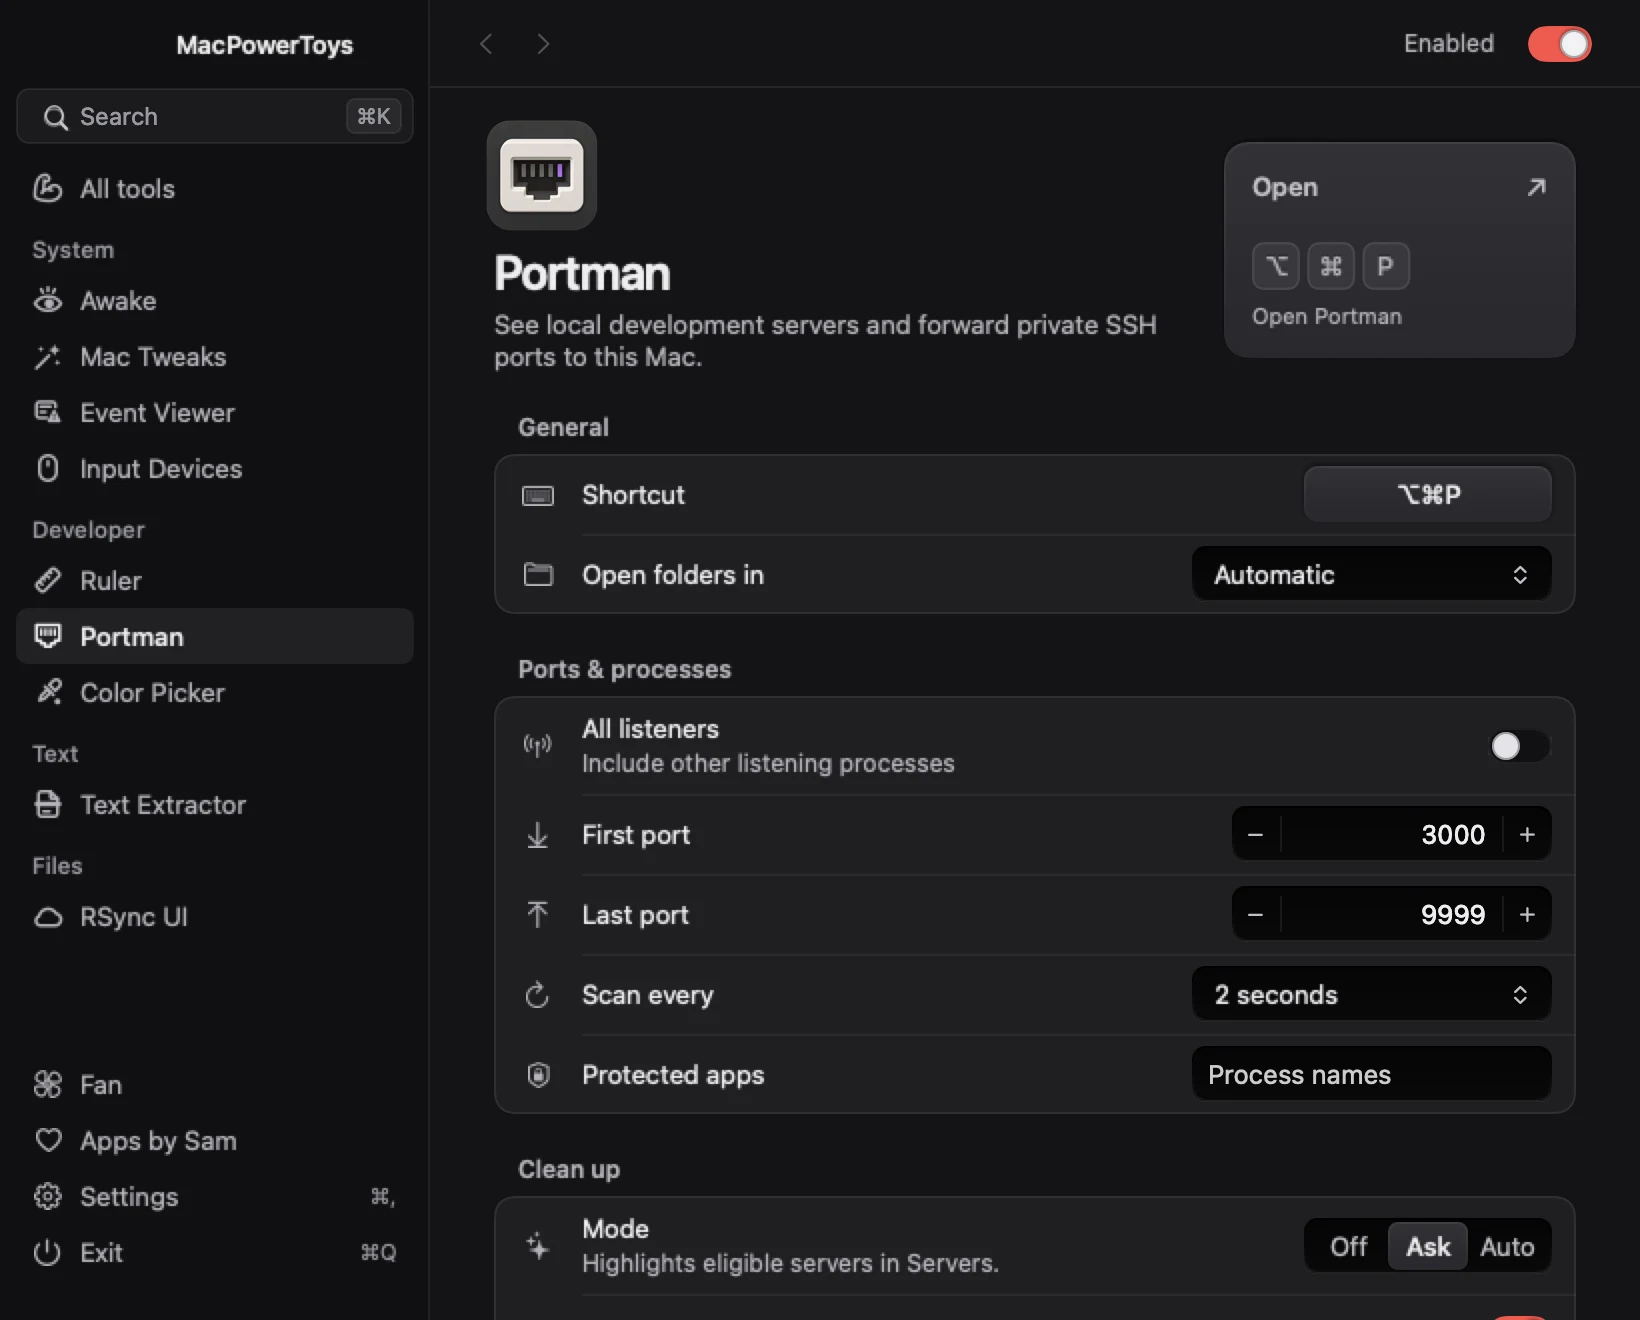 MacPowerToys
Search ⌘K
All tools
System
Awake
Mac Tweaks
Event Viewer
Input Devices
Developer
Ruler
Portman
Color Picker
Text
Text Extractor
Files
RSync UI
Fan
Apps by Sam
Settings ⌘,
Exit ⌘Q
Enabled
Portman
See local development servers and forward private SSH
ports to this Mac.
Open
⌥ ⌘ P
Open Portman
General
Shortcut ⌥⌘P
Open folders in Automatic
Ports & processes
All listeners
Include other listening processes
First port − 3000 +
Last port − 9999 +
Scan every 2 seconds
Protected apps Process names
Clean up
Mode
Highlights eligible servers in Servers.
Off Ask Auto